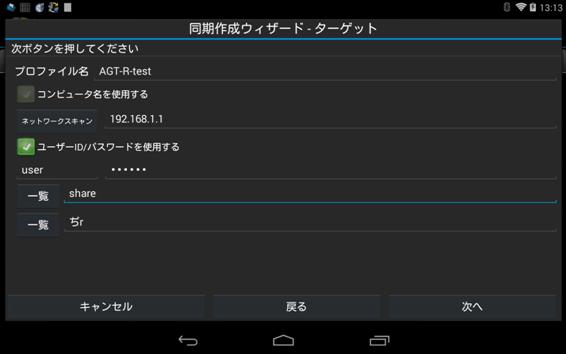 13:13
同期作成ウィザード - ターゲット
次ボタンを押してください
プロファイル名 AGT-R-test
コンピュータ名を使用する
ネットワークスキャン 192.168.1.1
ユーザーID/パスワードを使用する
user ••••••
一覧 share
一覧 ぢr
キャンセル 戻る 次へ